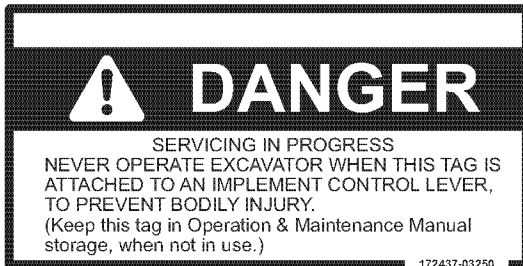 DANGER
SERVICING IN PROGRESS
NEVER OPERATE EXCAVATOR WHEN THIS TAG IS
ATTACHED TO AN IMPLEMENT CONTROL LEVER,
TO PREVENT BODILY INJURY.
(Keep this tag in Operation & Maintenance Manual
storage, when not in use.)
172437-03250